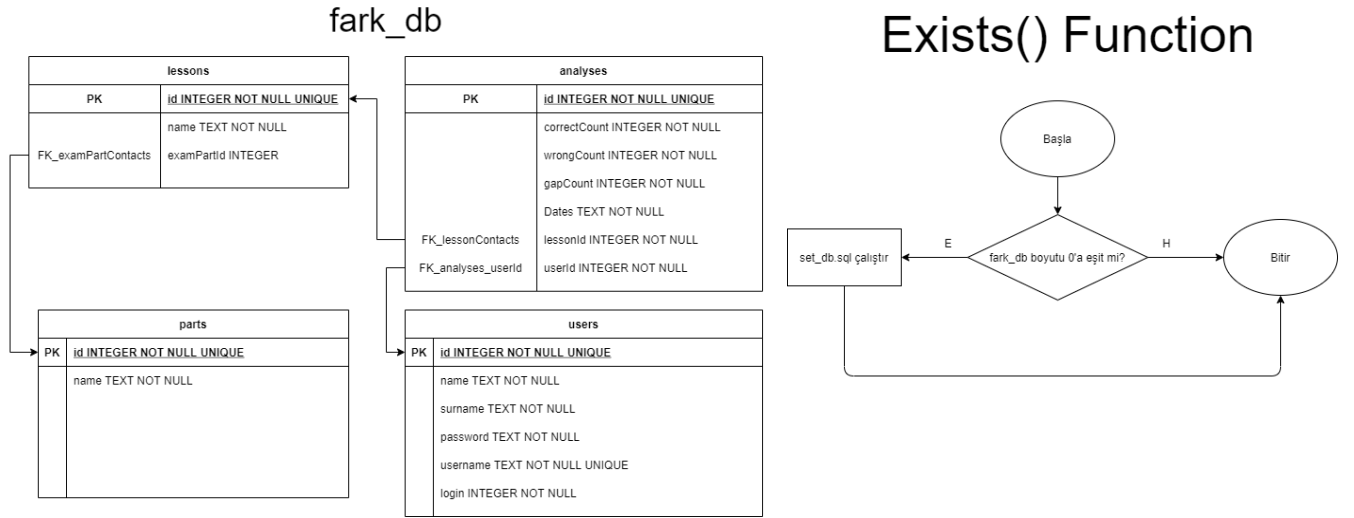 fark_db
lessons
PK id INTEGER NOT NULL UNIQUE
name TEXT NOT NULL
FK_examPartContacts examPartId INTEGER
analyses
PK id INTEGER NOT NULL UNIQUE
correctCount INTEGER NOT NULL
wrongCount INTEGER NOT NULL
gapCount INTEGER NOT NULL
Dates TEXT NOT NULL
FK_lessonContacts lessonId INTEGER NOT NULL
FK_analyses_userId userId INTEGER NOT NULL
parts
PK id INTEGER NOT NULL UNIQUE
name TEXT NOT NULL
users
PK id INTEGER NOT NULL UNIQUE
name TEXT NOT NULL
surname TEXT NOT NULL
password TEXT NOT NULL
username TEXT NOT NULL UNIQUE
login INTEGER NOT NULL
Exists() Function
Başla
set_db.sql çalıştır
E
fark_db boyutu 0'a eşit mi?
H
Bitir